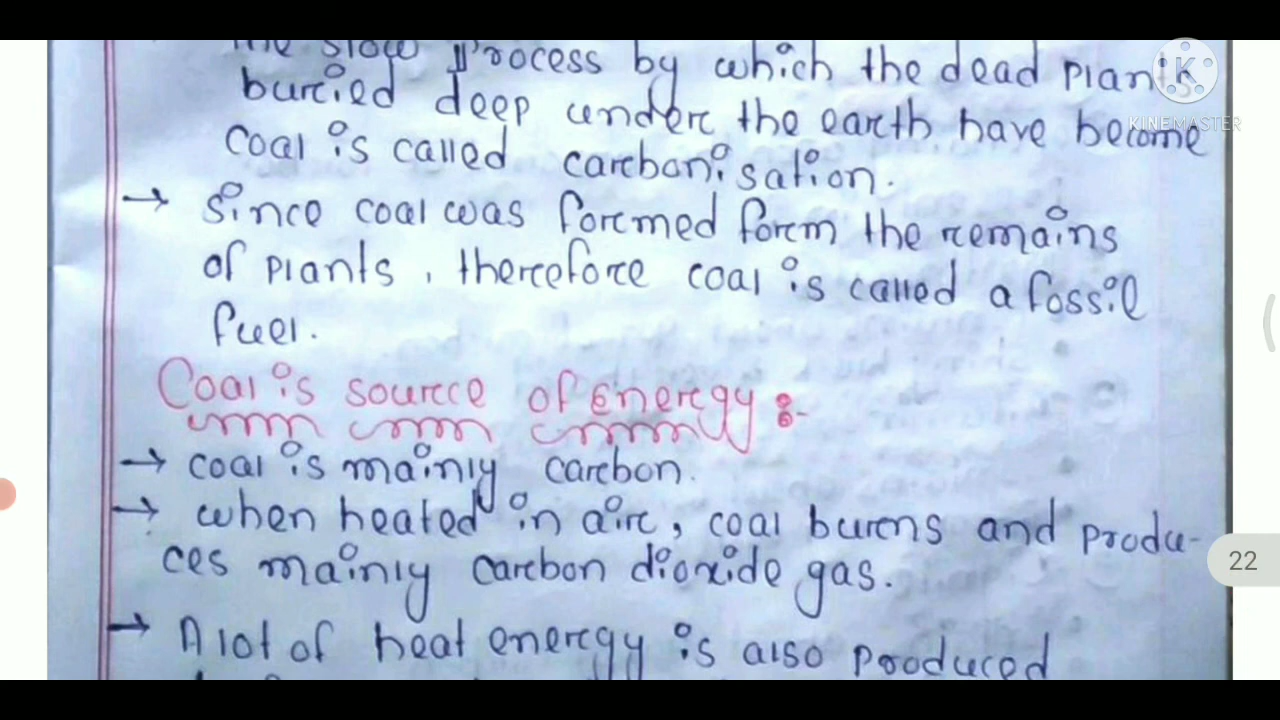 The slow process by which the dead plants
buried deep under the earth have become
coal is called carbonisation.
→ Since coal was formed form the remains
of plants, therefore coal is called a fossil
fuel.
Coal is source of energy :-
→ coal is mainly carbon.
→ when heated in air, coal burns and produ-
ces mainly carbon dioxide gas.
→ A lot of heat energy is also produced
K
KINEMASTER
22